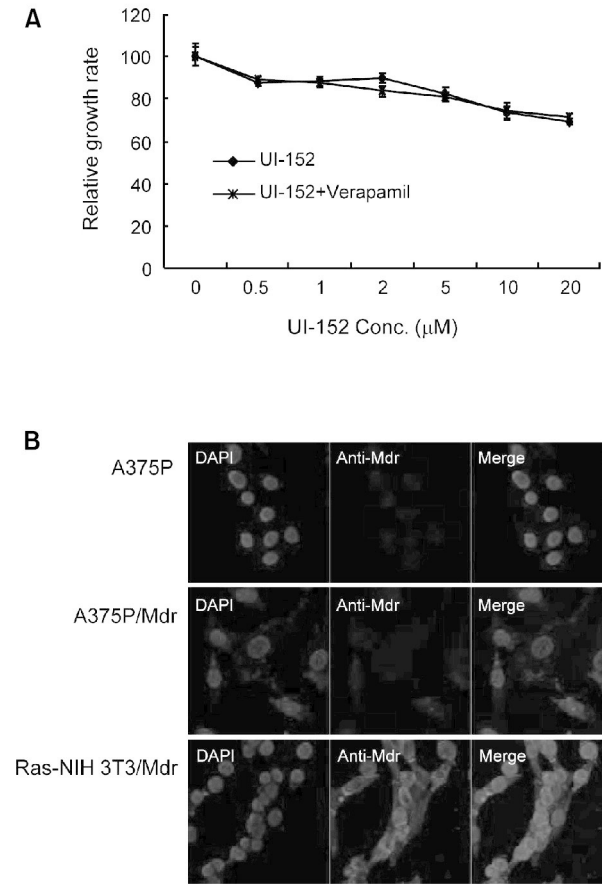 A
120
100
80
60
40
20
0
Relative growth rate
UI-152
UI-152+Verapamil
0 0.5 1 2 5 10 20
UI-152 Conc. (μM)
B
A375P
DAPI Anti-Mdr Merge
A375P/Mdr
DAPI Anti-Mdr Merge
Ras-NIH 3T3/Mdr
DAPI Anti-Mdr Merge